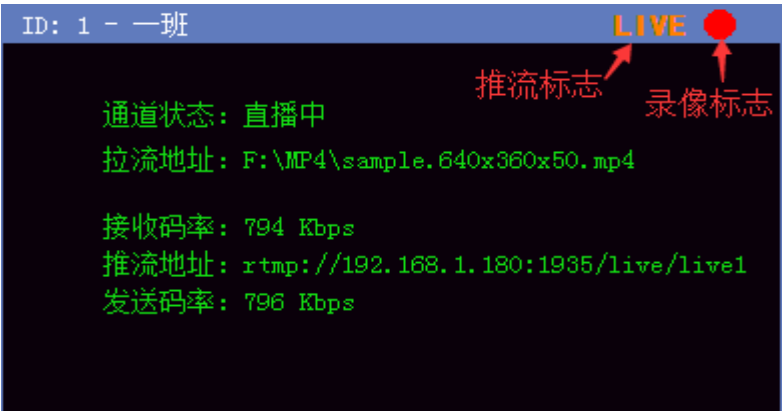 ID: 1 - 一班 LIVE
推流标志
录像标志
通道状态: 直播中
拉流地址: F:\MP4\sample.640x360x50.mp4
接收码率: 794 Kbps
推流地址: rtmp://192.168.1.180:1935/live/live1
发送码率: 796 Kbps